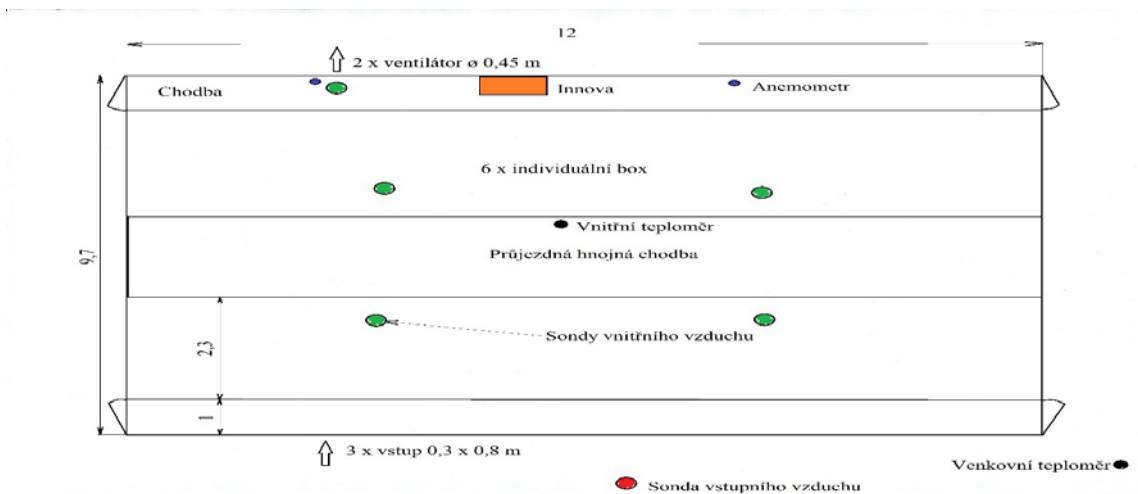 12
2 x ventilátor ø 0,45 m
Chodba
Innova
Anemometr
6 x individuální box
Vnitřní teploměr
Průjezdná hnojná chodba
9,7
Sondy vnitřního vzduchu
2,3
1
3 x vstup 0,3 x 0,8 m
Venkovní teploměr
Sonda vstupního vzduchu